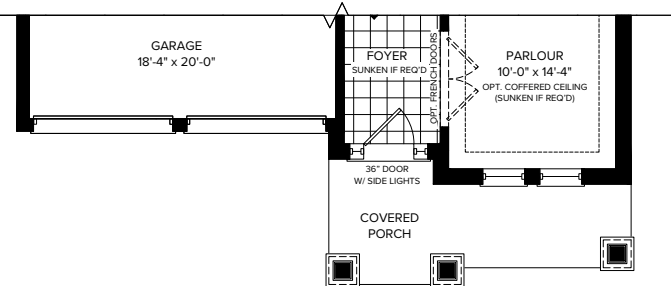 GARAGE
18'-4" x 20'-0"
FOYER
SUNKEN IF REQ'D
OPT. FRENCH DOORS
PARLOUR
10'-0" x 14'-4"
OPT. COFFERED CEILING
(SUNKEN IF REQ'D)
36" DOOR
W/ SIDE LIGHTS
COVERED
PORCH